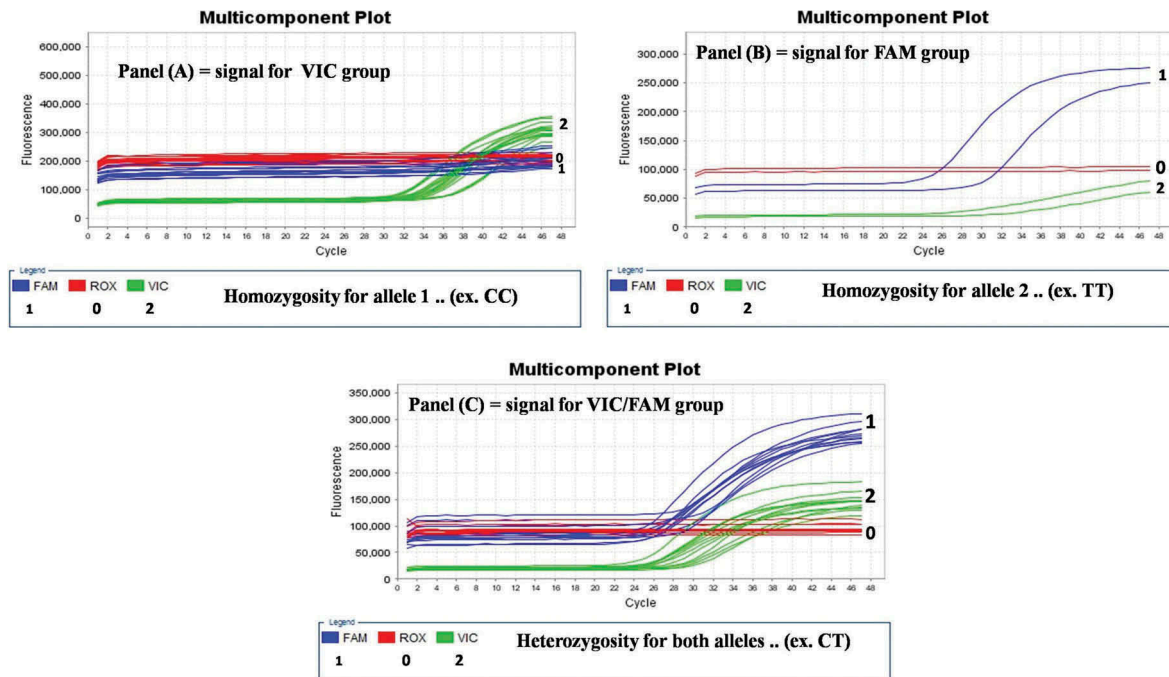 Multicomponent Plot
Panel (A) = signal for VIC group
Fluorescence
600,000
500,000
400,000
300,000
200,000
100,000
0
2
0
1
0 2 4 6 8 10 12 14 16 18 20 22 24 26 28 30 32 34 36 38 40 42 44 46 48
Cycle
Legend
FAM ROX VIC
1 0 2
Homozygosity for allele 1 .. (ex. CC)
Multicomponent Plot
Panel (B) = signal for FAM group
Fluorescence
300,000
250,000
200,000
150,000
100,000
50,000
0
1
0
2
0 2 4 6 8 10 12 14 16 18 20 22 24 26 28 30 32 34 36 38 40 42 44 46 48
Cycle
Legend
FAM ROX VIC
1 0 2
Homozygosity for allele 2 .. (ex. TT)
Multicomponent Plot
Panel (C) = signal for VIC/FAM group
Fluorescence
350,000
300,000
250,000
200,000
150,000
100,000
50,000
0
1
2
0
0 2 4 6 8 10 12 14 16 18 20 22 24 26 28 30 32 34 36 38 40 42 44 46 48
Cycle
Legend
FAM ROX VIC
1 0 2
Heterozygosity for both alleles .. (ex. CT)